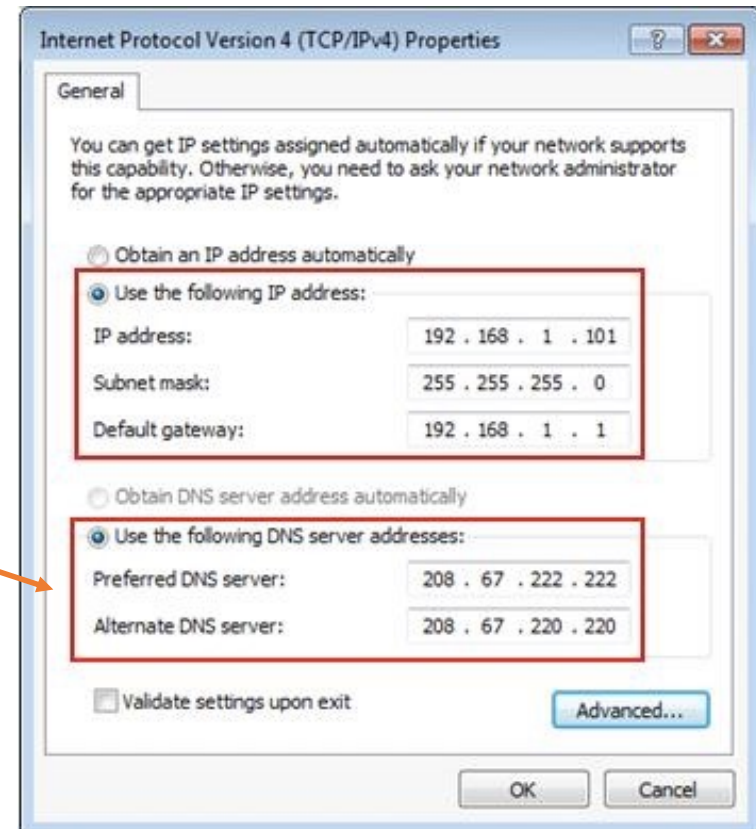 Internet Protocol Version 4 (TCP/IPv4) Properties
General
You can get IP settings assigned automatically if your network supports
this capability. Otherwise, you need to ask your network administrator
for the appropriate IP settings.
Obtain an IP address automatically
Use the following IP address:
IP address: 192 . 168 . 1 . 101
Subnet mask: 255 . 255 . 255 . 0
Default gateway: 192 . 168 . 1 . 1
Obtain DNS server address automatically
Use the following DNS server addresses:
Preferred DNS server: 208 . 67 . 222 . 222
Alternate DNS server: 208 . 67 . 220 . 220
Validate settings upon exit
Advanced...
OK Cancel